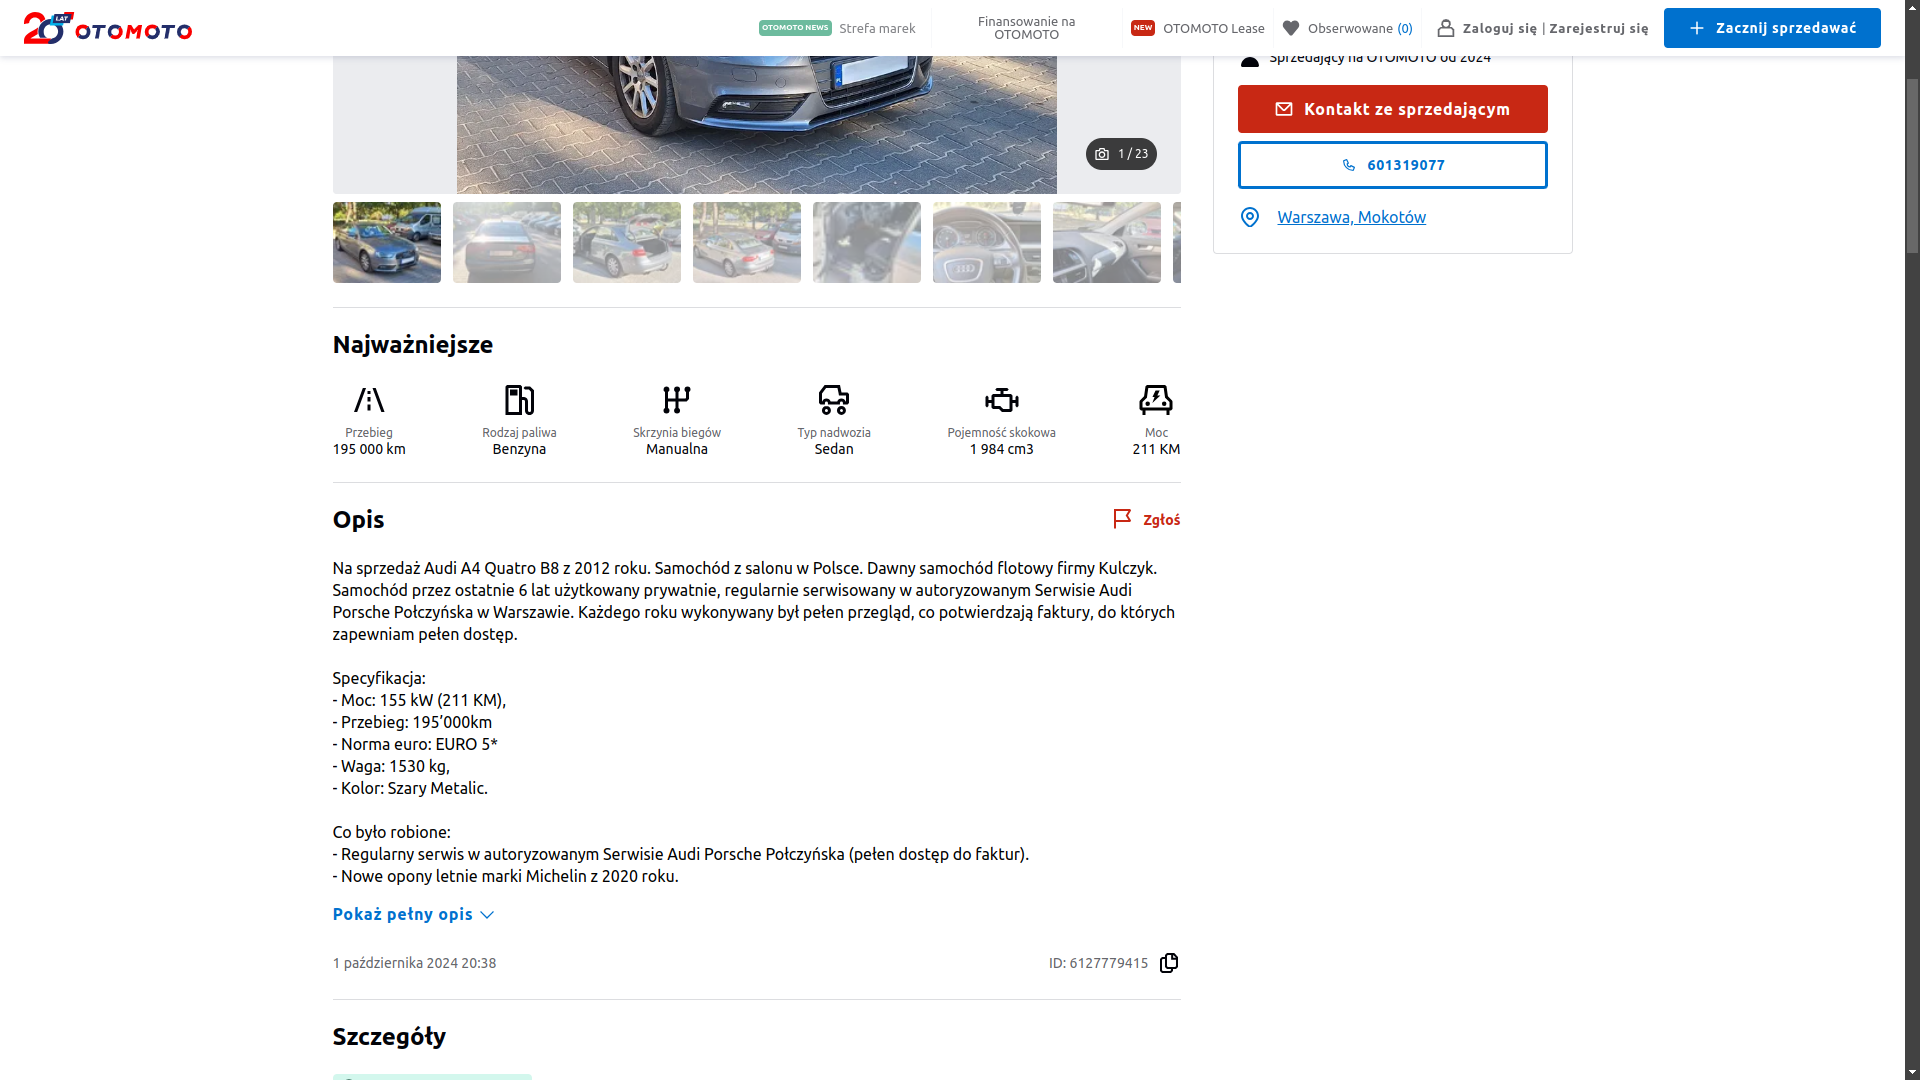 20 LAT OTOMOTO
OTOMOTO NEWS Strefa marek
Finansowanie na
OTOMOTO
NEW OTOMOTO Lease
Obserwowane (0)
Zaloguj się | Zarejestruj się
Zacznij sprzedawać
Sprzedający na OTOMOTO od 2024
Kontakt ze sprzedającym
601319077
Warszawa, Mokotów
1 / 23
Najważniejsze
Przebieg
195 000 km
Rodzaj paliwa
Benzyna
Skrzynia biegów
Manualna
Typ nadwozia
Sedan
Pojemność skokowa
1 984 cm3
Moc
211 KM
Opis
Zgłoś
Na sprzedaż Audi A4 Quatro B8 z 2012 roku. Samochód z salonu w Polsce. Dawny samochód flotowy firmy Kulczyk.
Samochód przez ostatnie 6 lat użytkowany prywatnie, regularnie serwisowany w autoryzowanym Serwisie Audi
Porsche Połczyńska w Warszawie. Każdego roku wykonywany był pełen przegląd, co potwierdzają faktury, do których
zapewniam pełen dostęp.
Specyfikacja:
- Moc: 155 kW (211 KM),
- Przebieg: 195’000km
- Norma euro: EURO 5*
- Waga: 1530 kg,
- Kolor: Szary Metalic.
Co było robione:
- Regularny serwis w autoryzowanym Serwisie Audi Porsche Połczyńska (pełen dostęp do faktur).
- Nowe opony letnie marki Michelin z 2020 roku.
Pokaż pełny opis
1 października 2024 20:38
ID: 6127779415
Szczegóły